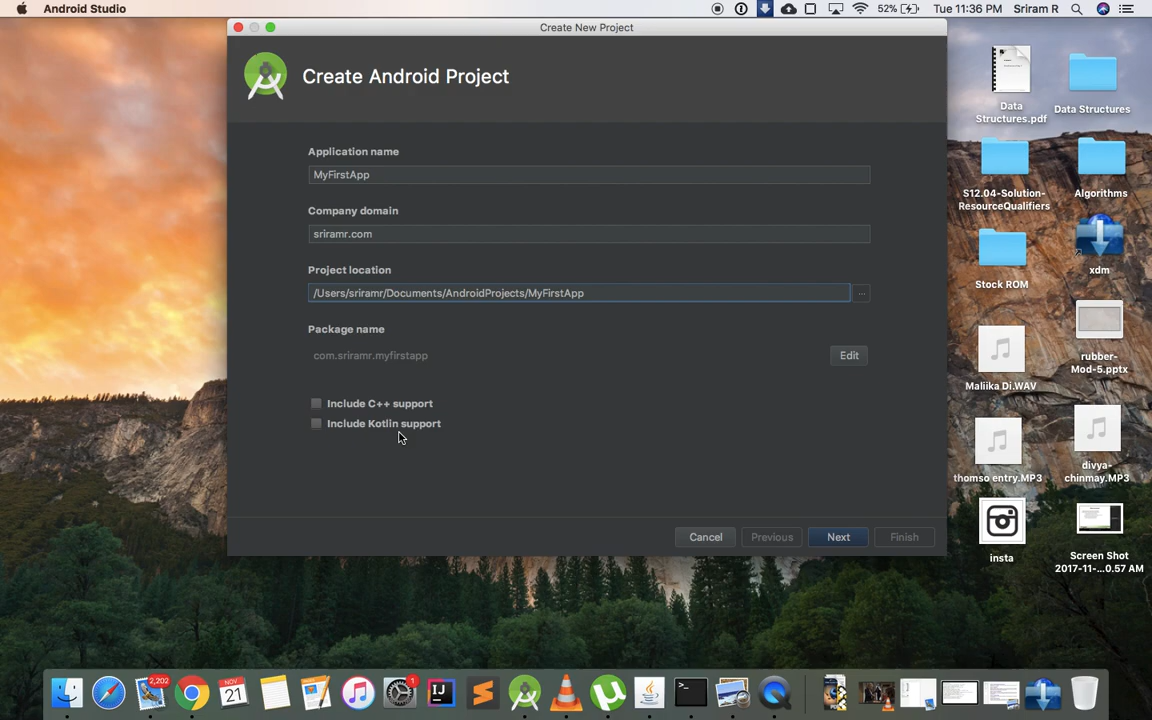 Android Studio
52%
Tue 11:36 PM
Sriram R
Create New Project
Create Android Project
Application name
MyFirstApp
Company domain
sriramr.com
Project location
/Users/sriramr/Documents/AndroidProjects/MyFirstApp
...
Package name
com.sriramr.myfirstapp
Edit
Include C++ support
Include Kotlin support
Cancel
Previous
Next
Finish
Data
Structures.pdf
Data Structures
S12.04-Solution-
ResourceQualifiers
Algorithms
Stock ROM
xdm
Maliika Di.WAV
rubber-
Mod-5.pptx
thomso entry.MP3
divya-
chinmay.MP3
insta
Screen Shot
2017-11-...0.57 AM
2,202
NOV
21
1
IJ
>_